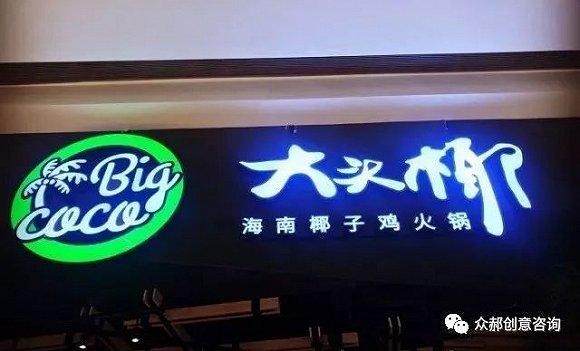 Big
coco
大头椰
海南椰子鸡火锅
众郝创意咨询